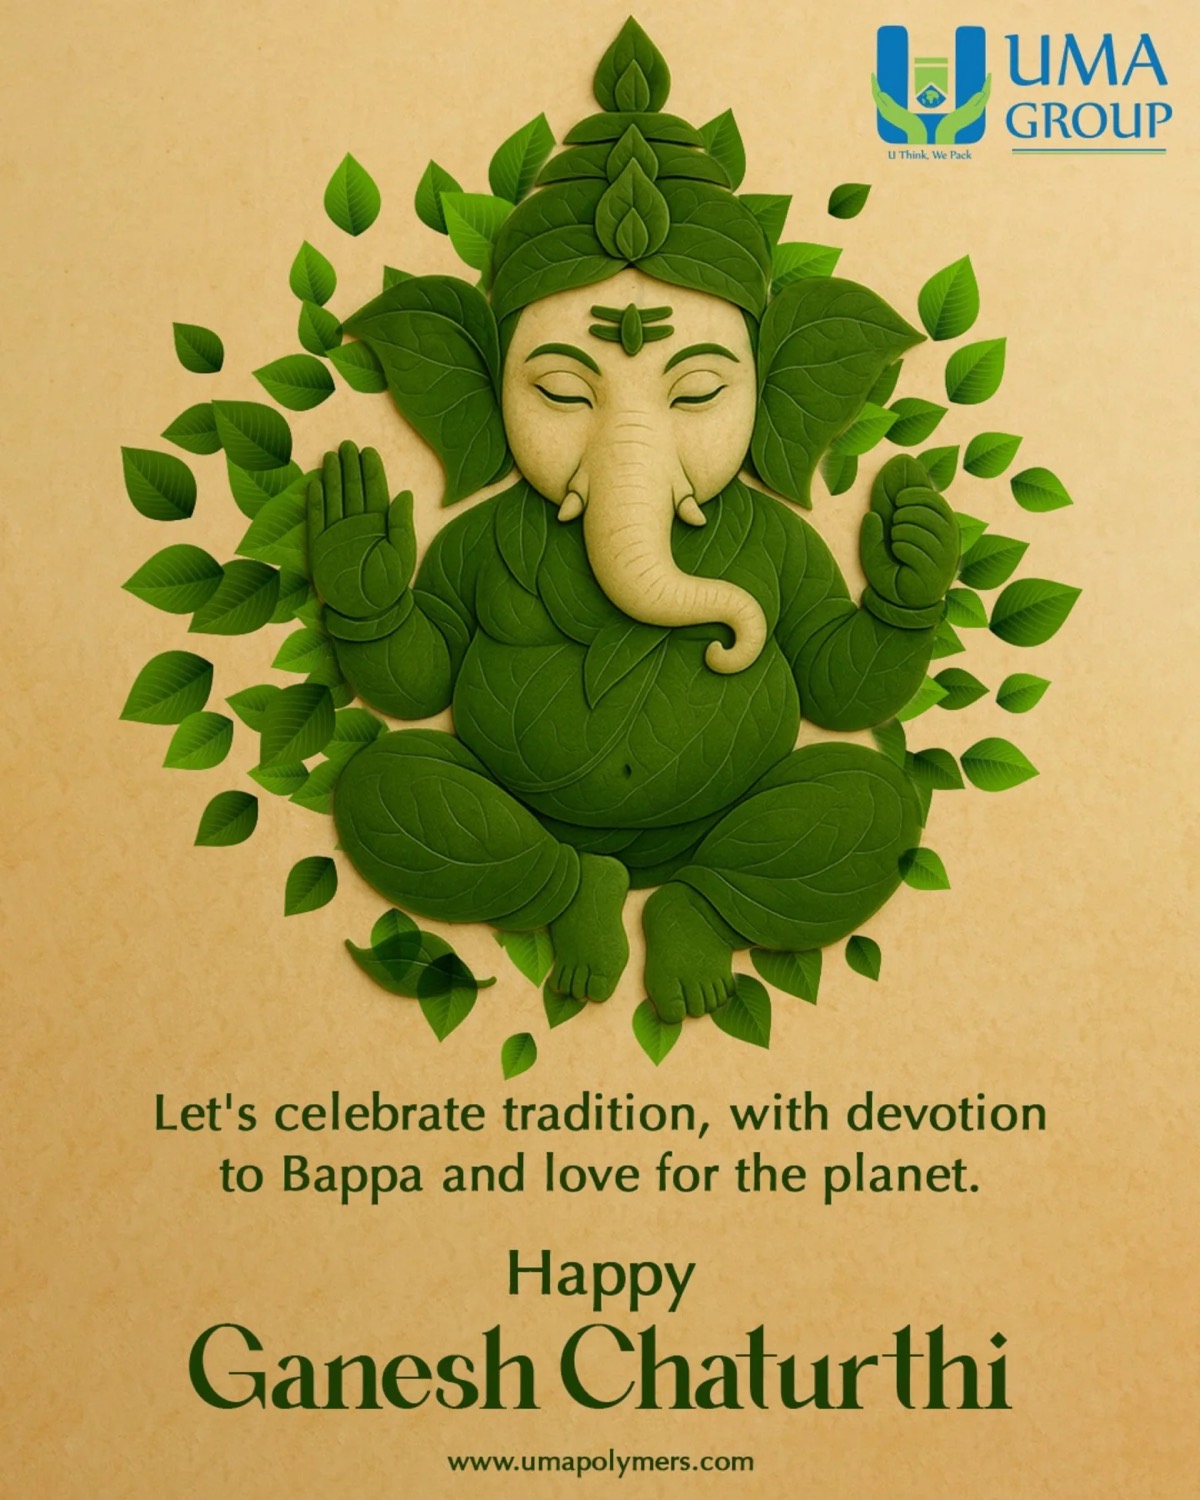 UMA
GROUP
U Think, We Pack
Let's celebrate tradition, with devotion
to Bappa and love for the planet.
Happy
Ganesh Chaturthi
www.umapolymers.com